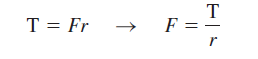 T = Fr → F = T/r